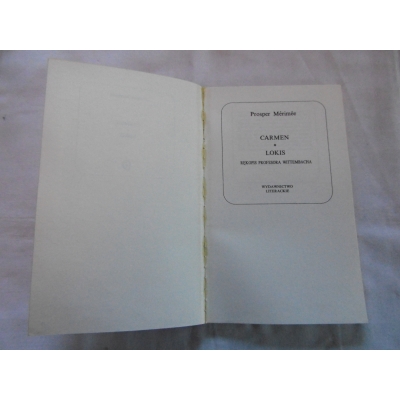 Prosper Mérimée
CARMEN
LOKIS
RĘKOPIS PROFESORA WITTEMBACHA
WYDAWNICTWO
LITERACKIE